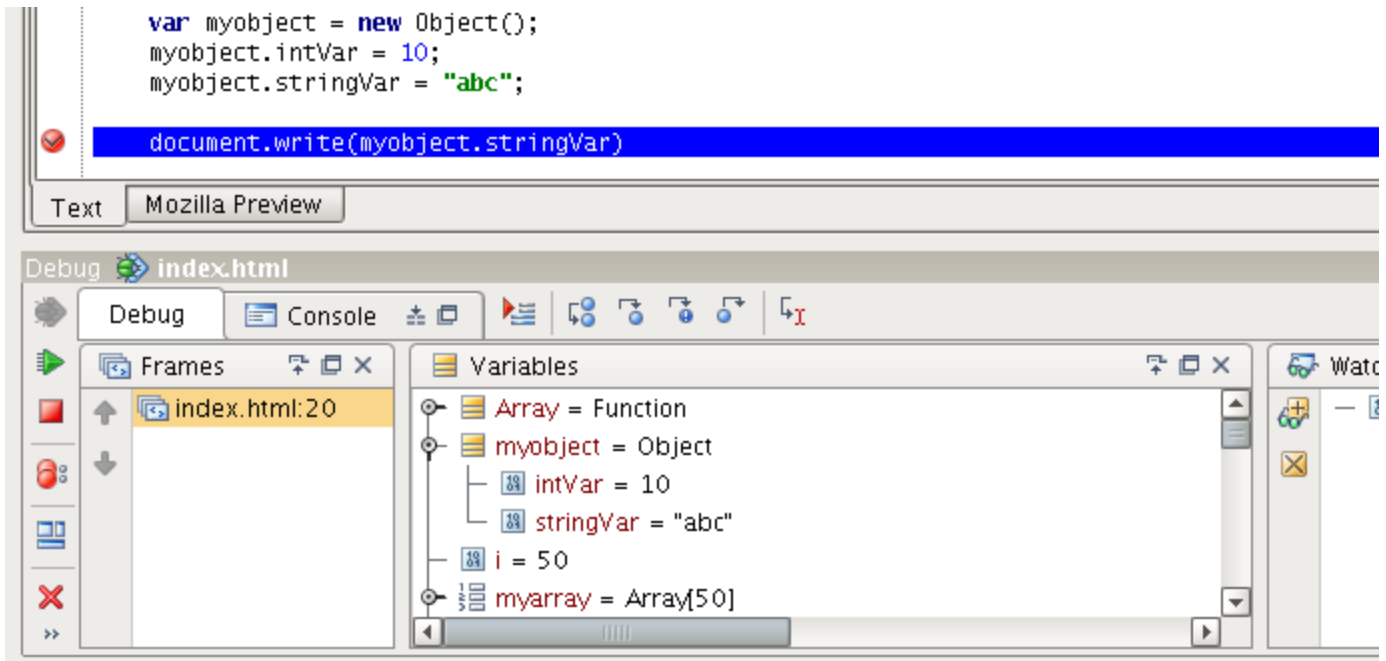 var myobject = new Object();
myobject.intVar = 10;
myobject.stringVar = "abc";
document.write(myobject.stringVar)
Text Mozilla Preview
Debug index.html
Debug Console
Frames Variables
index.html:20
Array = Function
myobject = Object
intVar = 10
stringVar = "abc"
i = 50
myarray = Array[50]